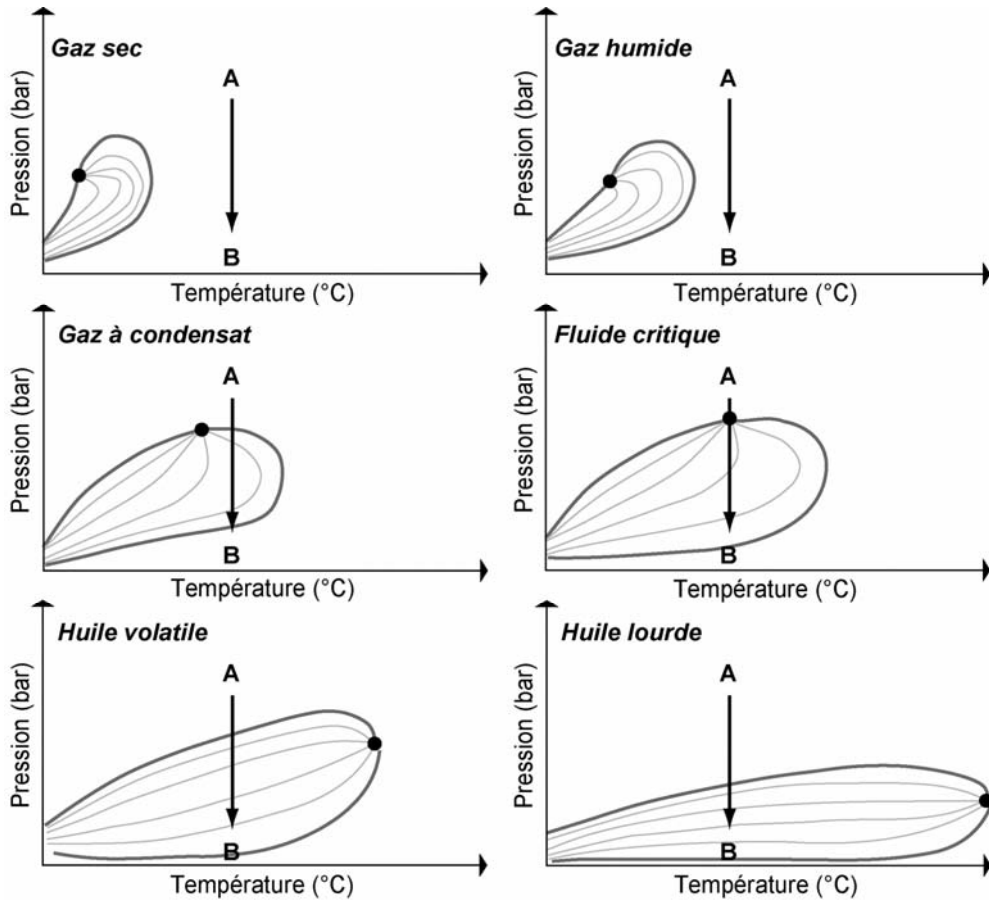 Gaz sec
Pression (bar)
A
B
Température (°C)
Gaz humide
Pression (bar)
A
B
Température (°C)
Gaz à condensat
Pression (bar)
A
B
Température (°C)
Fluide critique
Pression (bar)
A
B
Température (°C)
Huile volatile
Pression (bar)
A
B
Température (°C)
Huile lourde
Pression (bar)
A
B
Température (°C)